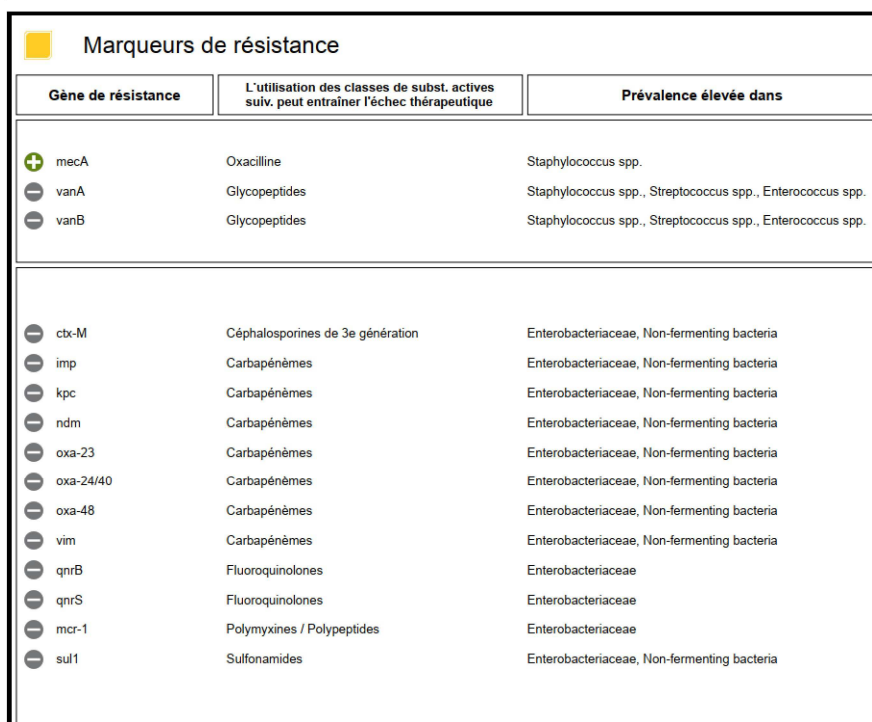 Marqueurs de résistance
Gène de résistance
L'utilisation des classes de subst. actives
suiv. peut entraîner l'échec thérapeutique
Prévalence élevée dans
mecA Oxacilline Staphylococcus spp.
vanA Glycopeptides Staphylococcus spp., Streptococcus spp., Enterococcus spp.
vanB Glycopeptides Staphylococcus spp., Streptococcus spp., Enterococcus spp.
ctx-M Céphalosporines de 3e génération Enterobacteriaceae, Non-fermenting bacteria
imp Carbapénèmes Enterobacteriaceae, Non-fermenting bacteria
kpc Carbapénèmes Enterobacteriaceae, Non-fermenting bacteria
ndm Carbapénèmes Enterobacteriaceae, Non-fermenting bacteria
oxa-23 Carbapénèmes Enterobacteriaceae, Non-fermenting bacteria
oxa-24/40 Carbapénèmes Enterobacteriaceae, Non-fermenting bacteria
oxa-48 Carbapénèmes Enterobacteriaceae, Non-fermenting bacteria
vim Carbapénèmes Enterobacteriaceae, Non-fermenting bacteria
qnrB Fluoroquinolones Enterobacteriaceae
qnrS Fluoroquinolones Enterobacteriaceae
mcr-1 Polymyxines / Polypeptides Enterobacteriaceae
sul1 Sulfonamides Enterobacteriaceae, Non-fermenting bacteria